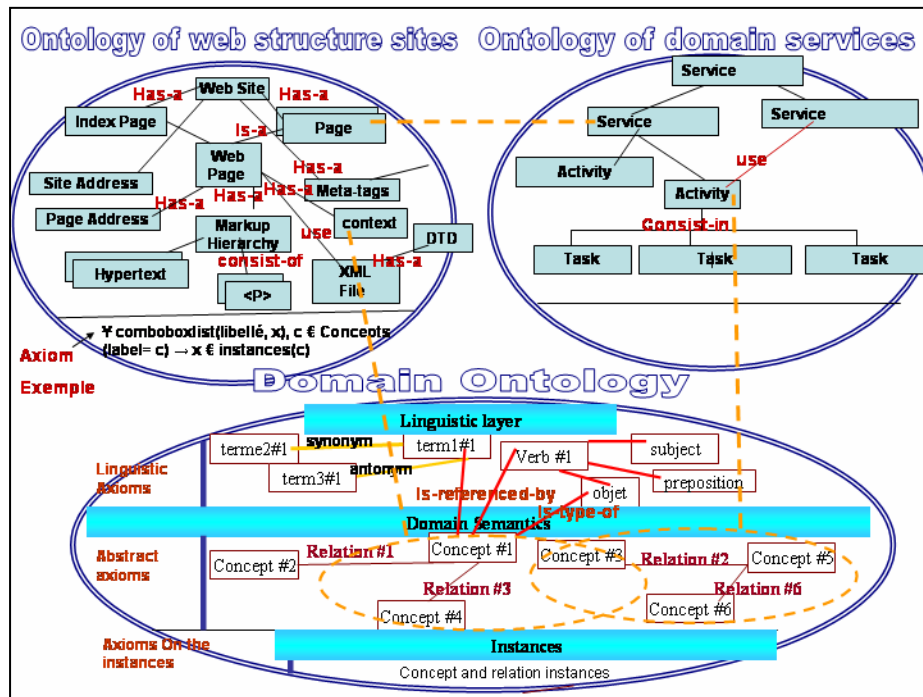 Ontology of web structure sites
Ontology of domain services
Web Site
Has-a
Has-a
Index Page
Page
Is-a
Web
Page
Has-a
Site Address
Has-a
Has-a
Has-a
Meta-tags
Page Address
Markup
Hierarchy
use
context
DTD
Hypertext
consist-of
Has-a
XML
File
<P>
Service
Service
Service
use
Activity
Activity
Consist-in
Task
Task
Task
Axiom
Exemple
¥ comboboxlist(libellé, x), c € Concepts
(label= c) → x € instances(c)
Domain Ontology
Linguistic layer
terme2#1
synonym
term1#1
Verb #1
subject
Linguistic
Axioms
term3#1
antonym
preposition
Is-referenced-by
objet
Is-type-of
Domain Semantics
Abstract
axioms
Concept #2
Relation #1
Concept #1
Concept #3
Relation #2
Concept #5
Relation #3
Relation #6
Concept #4
Concept #6
Axioms On the
instances
Instances
Concept and relation instances